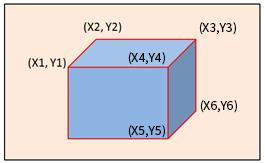 (X2, Y2)
(X3,Y3)
(X1, Y1)
(X4,Y4)
(X6,Y6)
(X5,Y5)